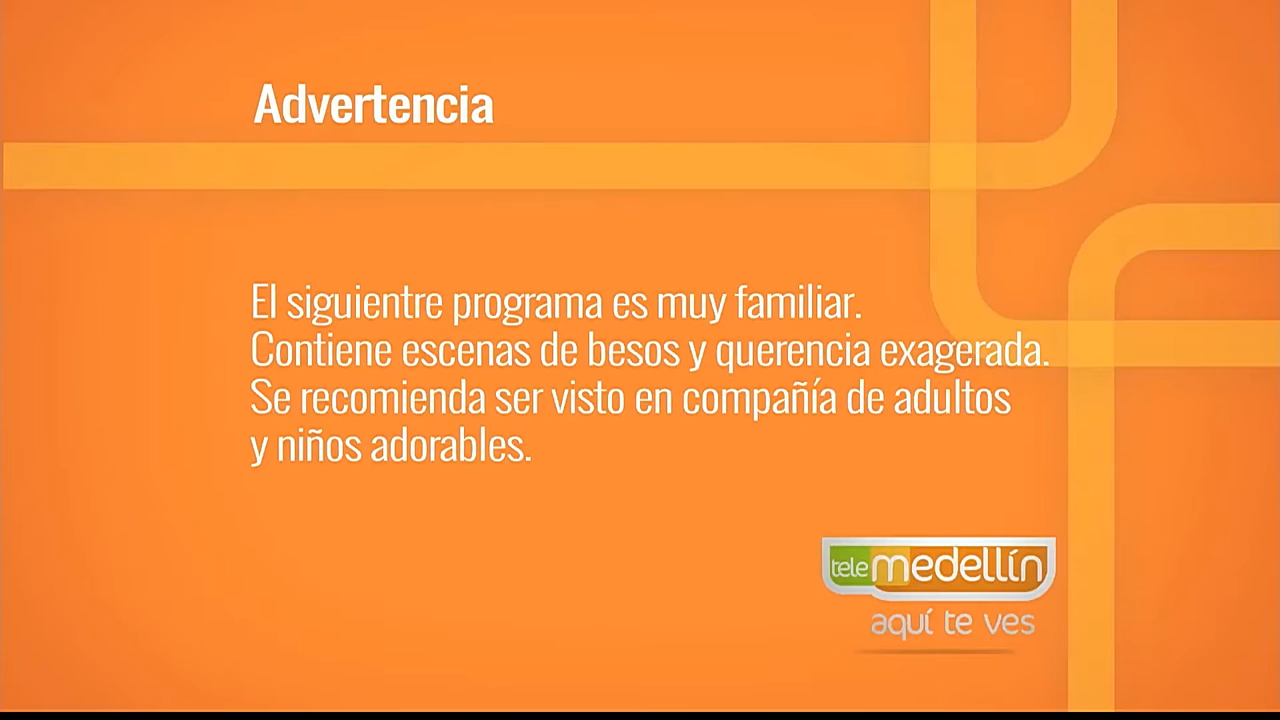 Advertencia
El siguientre programa es muy familiar.
Contiene escenas de besos y querencia exagerada.
Se recomienda ser visto en compañía de adultos
y niños adorables.
telemedellín
aquí te ves